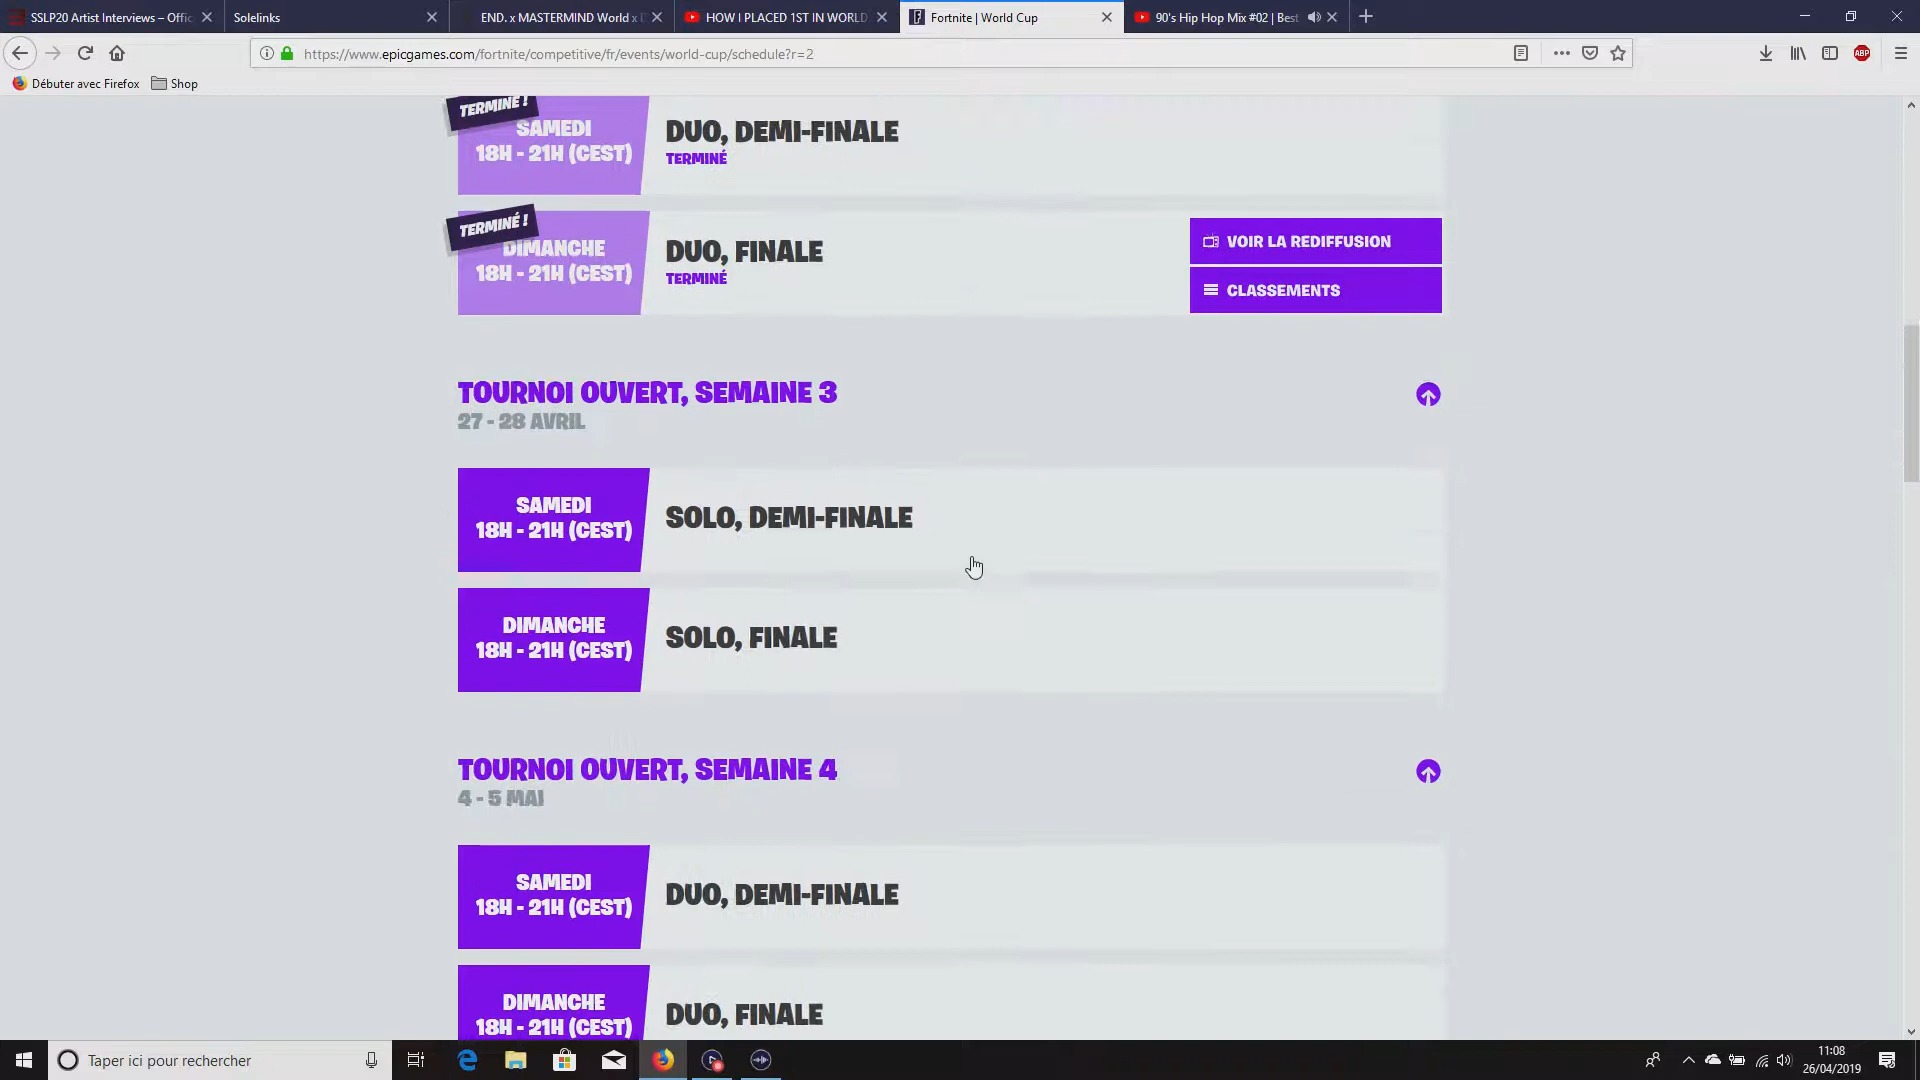 SSLP20 Artist Interviews – Offic
Solelinks
END. x MASTERMIND World x
HOW I PLACED 1ST IN WORLD
Fortnite | World Cup
90's Hip Hop Mix #02 | Best
https://www.epicgames.com/fortnite/competitive/fr/events/world-cup/schedule?r=2
ABP
Débuter avec Firefox
Shop
TERMINÉ !
SAMEDI
18H - 21H (CEST)
DUO, DEMI-FINALE
TERMINÉ
TERMINÉ !
DIMANCHE
18H - 21H (CEST)
DUO, FINALE
TERMINÉ
VOIR LA REDIFFUSION
CLASSEMENTS
TOURNOI OUVERT, SEMAINE 3
27 - 28 AVRIL
SAMEDI
18H - 21H (CEST)
SOLO, DEMI-FINALE
DIMANCHE
18H - 21H (CEST)
SOLO, FINALE
TOURNOI OUVERT, SEMAINE 4
4 - 5 MAI
SAMEDI
18H - 21H (CEST)
DUO, DEMI-FINALE
DIMANCHE
18H - 21H (CEST)
DUO, FINALE
Taper ici pour rechercher
11:08
26/04/2019